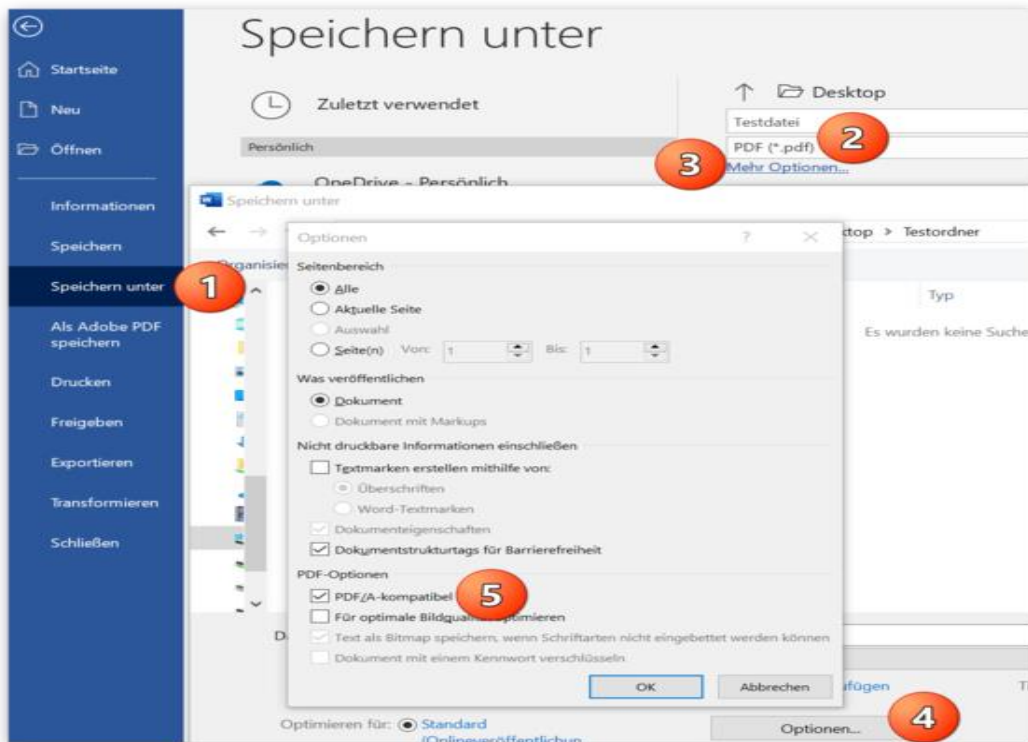 Speichern unter
Startseite
Neu
Öffnen
Informationen
Speichern
Speichern unter
Als Adobe PDF
speichern
Drucken
Freigeben
Exportieren
Transformieren
Schließen
Zuletzt verwendet
Persönlich
OneDrive - Persönlich
Desktop
Testdatei
PDF (*.pdf)
Mehr Optionen...
1
2
3
Speichern unter
ktop > Testordner
Organisie
Typ
Es wurden keine Suche
Optionen ?
Seitenbereich
Alle
Aktuelle Seite
Auswahl
Seite(n) Von: 1 Bis: 1
Was veröffentlichen
Dokument
Dokument mit Markups
Nicht druckbare Informationen einschließen
Textmarken erstellen mithilfe von:
Überschriften
Word-Textmarken
Dokumenteigenschaften
Dokumentstrukturtags für Barrierefreiheit
PDF-Optionen
PDF/A-kompatibel
5
Für optimale Bildqualität optimieren
Text als Bitmap speichern, wenn Schriftarten nicht eingebettet werden können
Dokument mit einem Kennwort verschlüsseln
OK Abbrechen
D
ufügen
Optimieren für: Standard
Optionen...
4